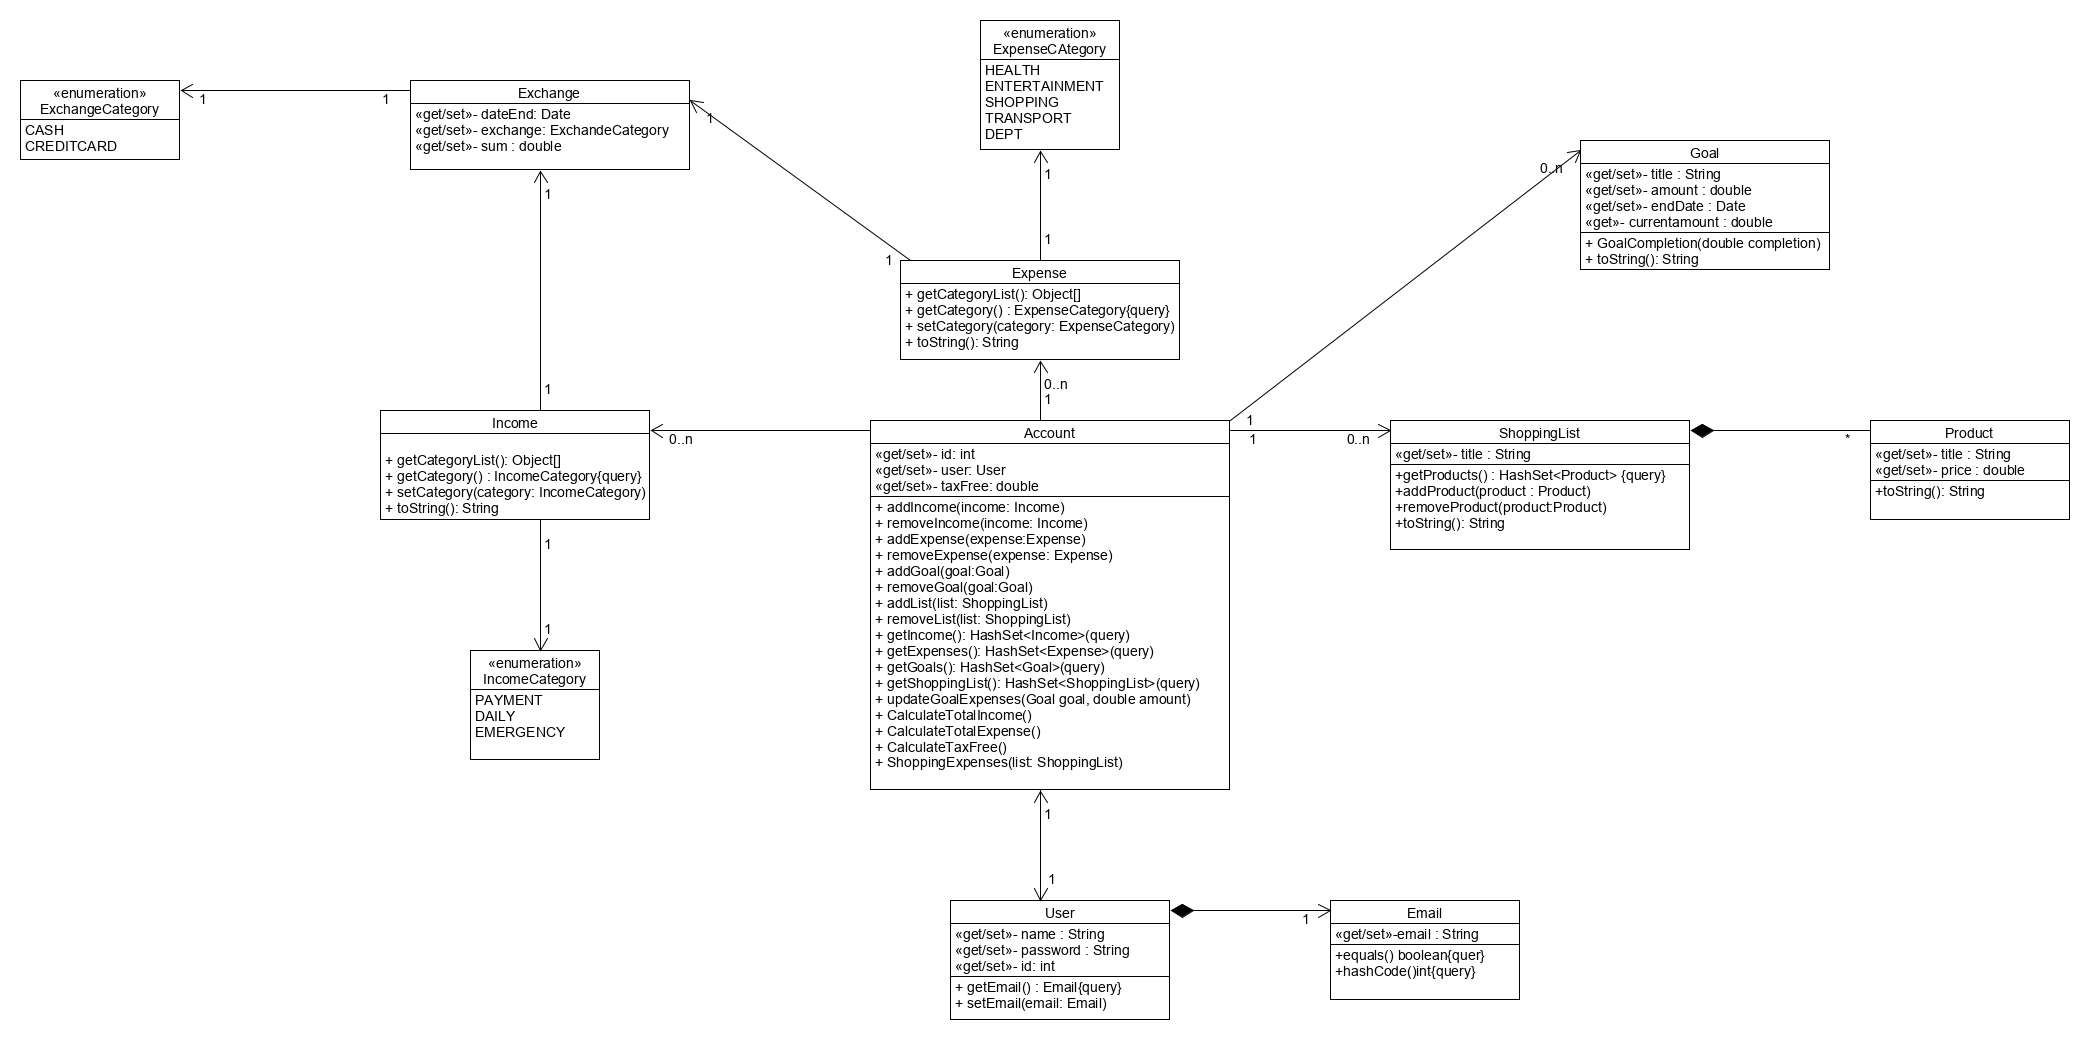 «enumeration»
ExpenseCAtegory
HEALTH
ENTERTAINMENT
SHOPPING
TRANSPORT
DEPT
1
1
«enumeration»
ExchangeCategory
CASH
CREDITCARD
1
1
Exchange
«get/set»- dateEnd: Date
«get/set»- exchange: ExchandeCategory
«get/set»- sum : double
1
1
1
1
Goal
«get/set»- title : String
«get/set»- amount : double
«get/set»- endDate : Date
«get»- currentamount : double
+ GoalCompletion(double completion)
+ toString(): String
0..n
1
Expense
+ getCategoryList(): Object[]
+ getCategory() : ExpenseCategory{query}
+ setCategory(category: ExpenseCategory)
+ toString(): String
0..n
1
Income
+ getCategoryList(): Object[]
+ getCategory() : IncomeCategory{query}
+ setCategory(category: IncomeCategory)
+ toString(): String
0..n
1
1
«enumeration»
IncomeCategory
PAYMENT
DAILY
EMERGENCY
Account
«get/set»- id: int
«get/set»- user: User
«get/set»- taxFree: double
+ addIncome(income: Income)
+ removeIncome(income: Income)
+ addExpense(expense:Expense)
+ removeExpense(expense: Expense)
+ addGoal(goal:Goal)
+ removeGoal(goal:Goal)
+ addList(list: ShoppingList)
+ removeList(list: ShoppingList)
+ getIncome(): HashSet<Income>(query)
+ getExpenses(): HashSet<Expense>(query)
+ getGoals(): HashSet<Goal>(query)
+ getShoppingList(): HashSet<ShoppingList>(query)
+ updateGoalExpenses(Goal goal, double amount)
+ CalculateTotalIncome()
+ CalculateTotalExpense()
+ CalculateTaxFree()
+ ShoppingExpenses(list: ShoppingList)
1
0..n
ShoppingList
«get/set»- title : String
+getProducts() : HashSet<Product> {query}
+addProduct(product : Product)
+removeProduct(product:Product)
+toString(): String
*
Product
«get/set»- title : String
«get/set»- price : double
+toString(): String
1
1
User
«get/set»- name : String
«get/set»- password : String
«get/set»- id: int
+ getEmail() : Email{query}
+ setEmail(email: Email)
1
Email
«get/set»-email : String
+equals() boolean{quer}
+hashCode()int{query}